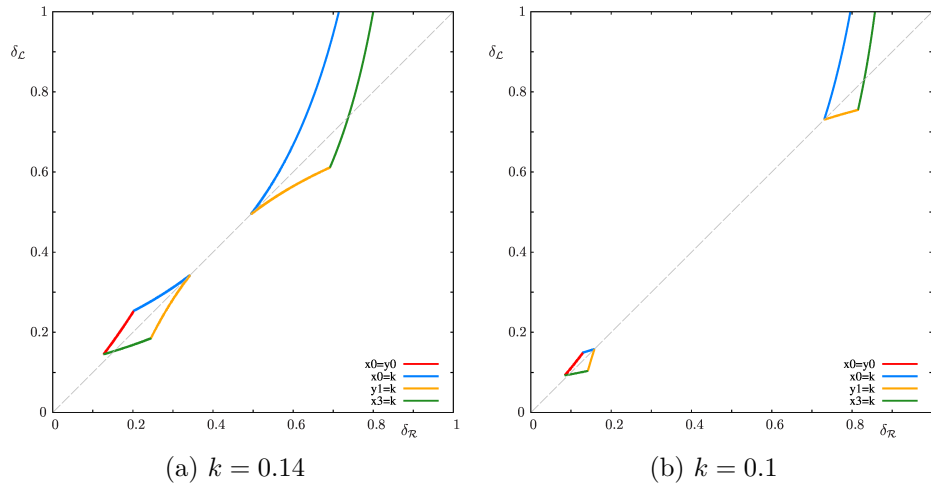 1
δ_ℒ
0.8
0.6
0.4
0.2
0
x0=y0
x0=k
y1=k
x3=k
0 0.2 0.4 0.6 0.8 δ_ℛ 1
(a) k = 0.14
1
δ_ℒ
0.8
0.6
0.4
0.2
0
x0=y0
x0=k
y1=k
x3=k
0 0.2 0.4 0.6 0.8 δ_ℛ
(b) k = 0.1